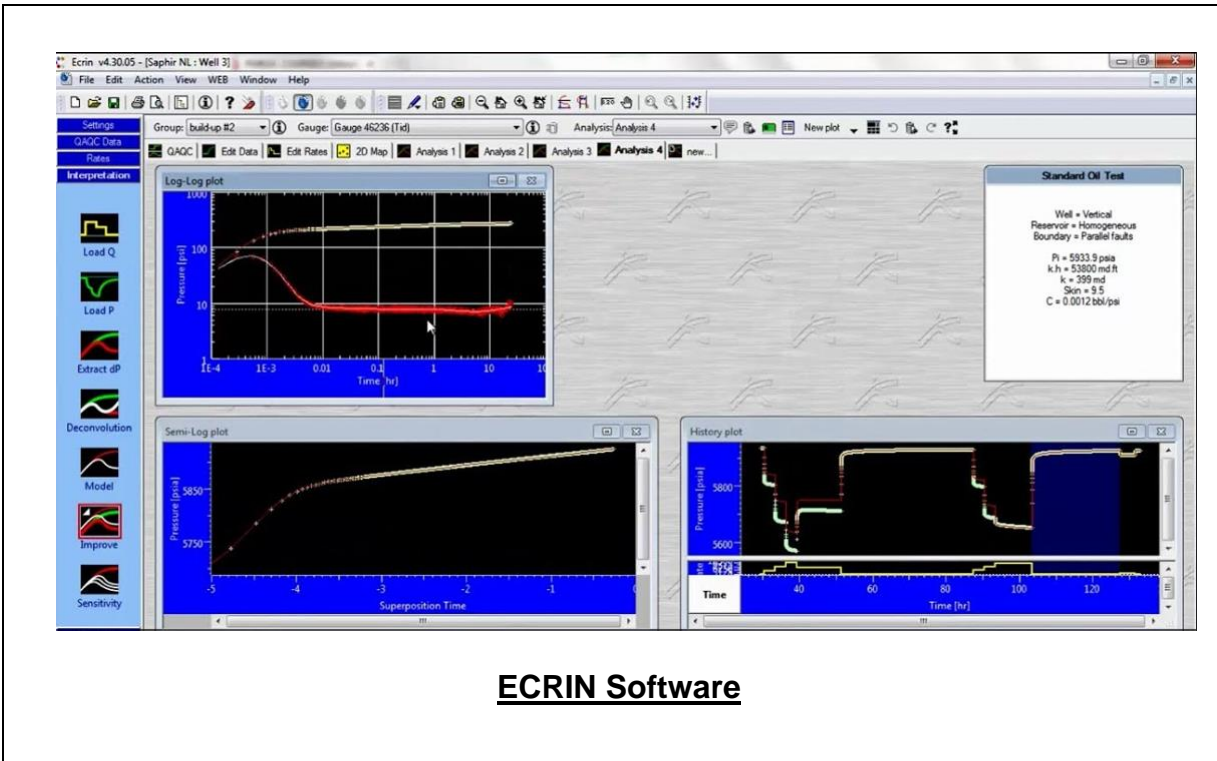 Ecrin v4.30.05 - [Saphir NL : Well 3]
File Edit Action View WEB Window Help
Settings
QAQC Data
Rates
Interpretation
Load Q
Load P
Extract dP
Deconvolution
Model
Improve
Sensitivity
Group: build-up #2 Gauge: Gauge 46236 (Tid) Analysis: Analysis 4 New plot
QAQC Edit Data Edit Rates 2D Map Analysis 1 Analysis 2 Analysis 3 Analysis 4 new...
Log-Log plot
Pressure [psi]
1000
100
10
1
1E-4 1E-3 0.01 0.1 1 10
Time [hr]
Standard Oil Test
Well = Vertical
Reservoir = Homogeneous
Boundary = Parallel faults
Pi = 5933.9 psia
k.h = 53800 md.ft
k = 399 md
Skin = 9.5
C = 0.0012 bbl/psi
Semi-Log plot
Pressure [psia]
5850
5750
-5 -4 -3 -2 -1
Superposition Time
History plot
Pressure [psia]
5800
5600
Time
40 60 80 100 120
Time [hr]
ECRIN Software